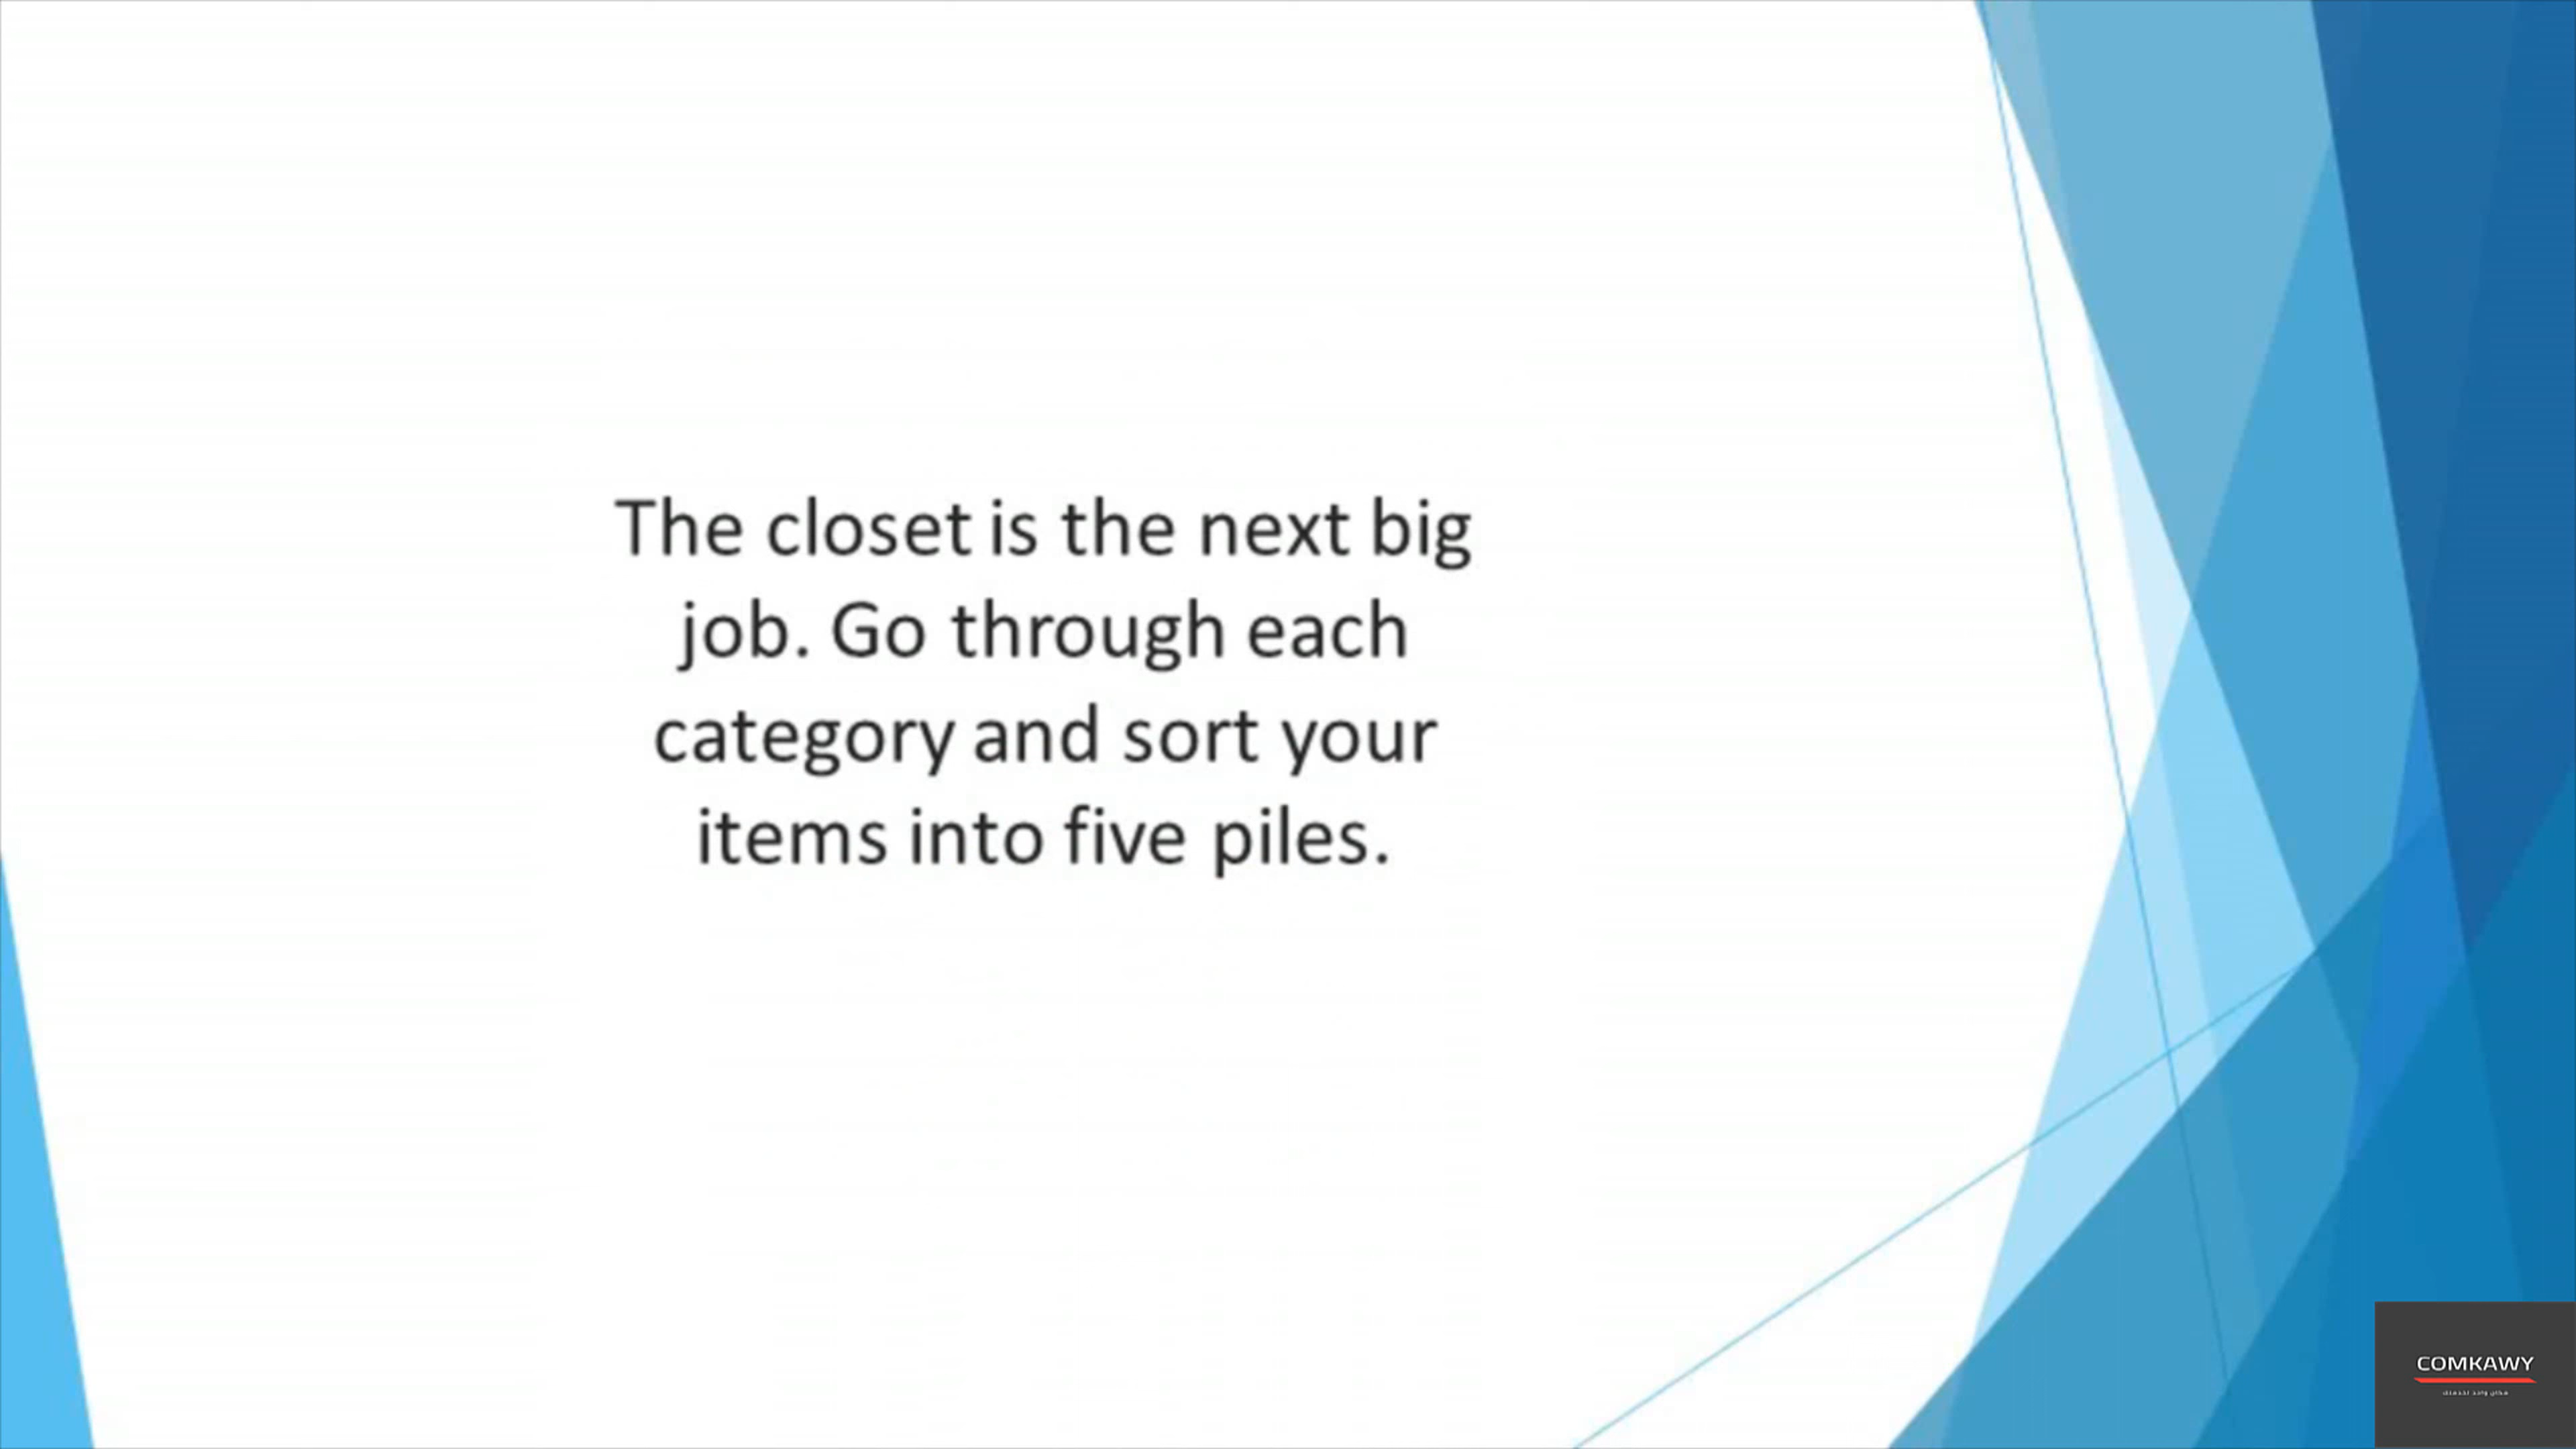 The closet is the next big
job. Go through each
category and sort your
items into five piles.
COMKAWY